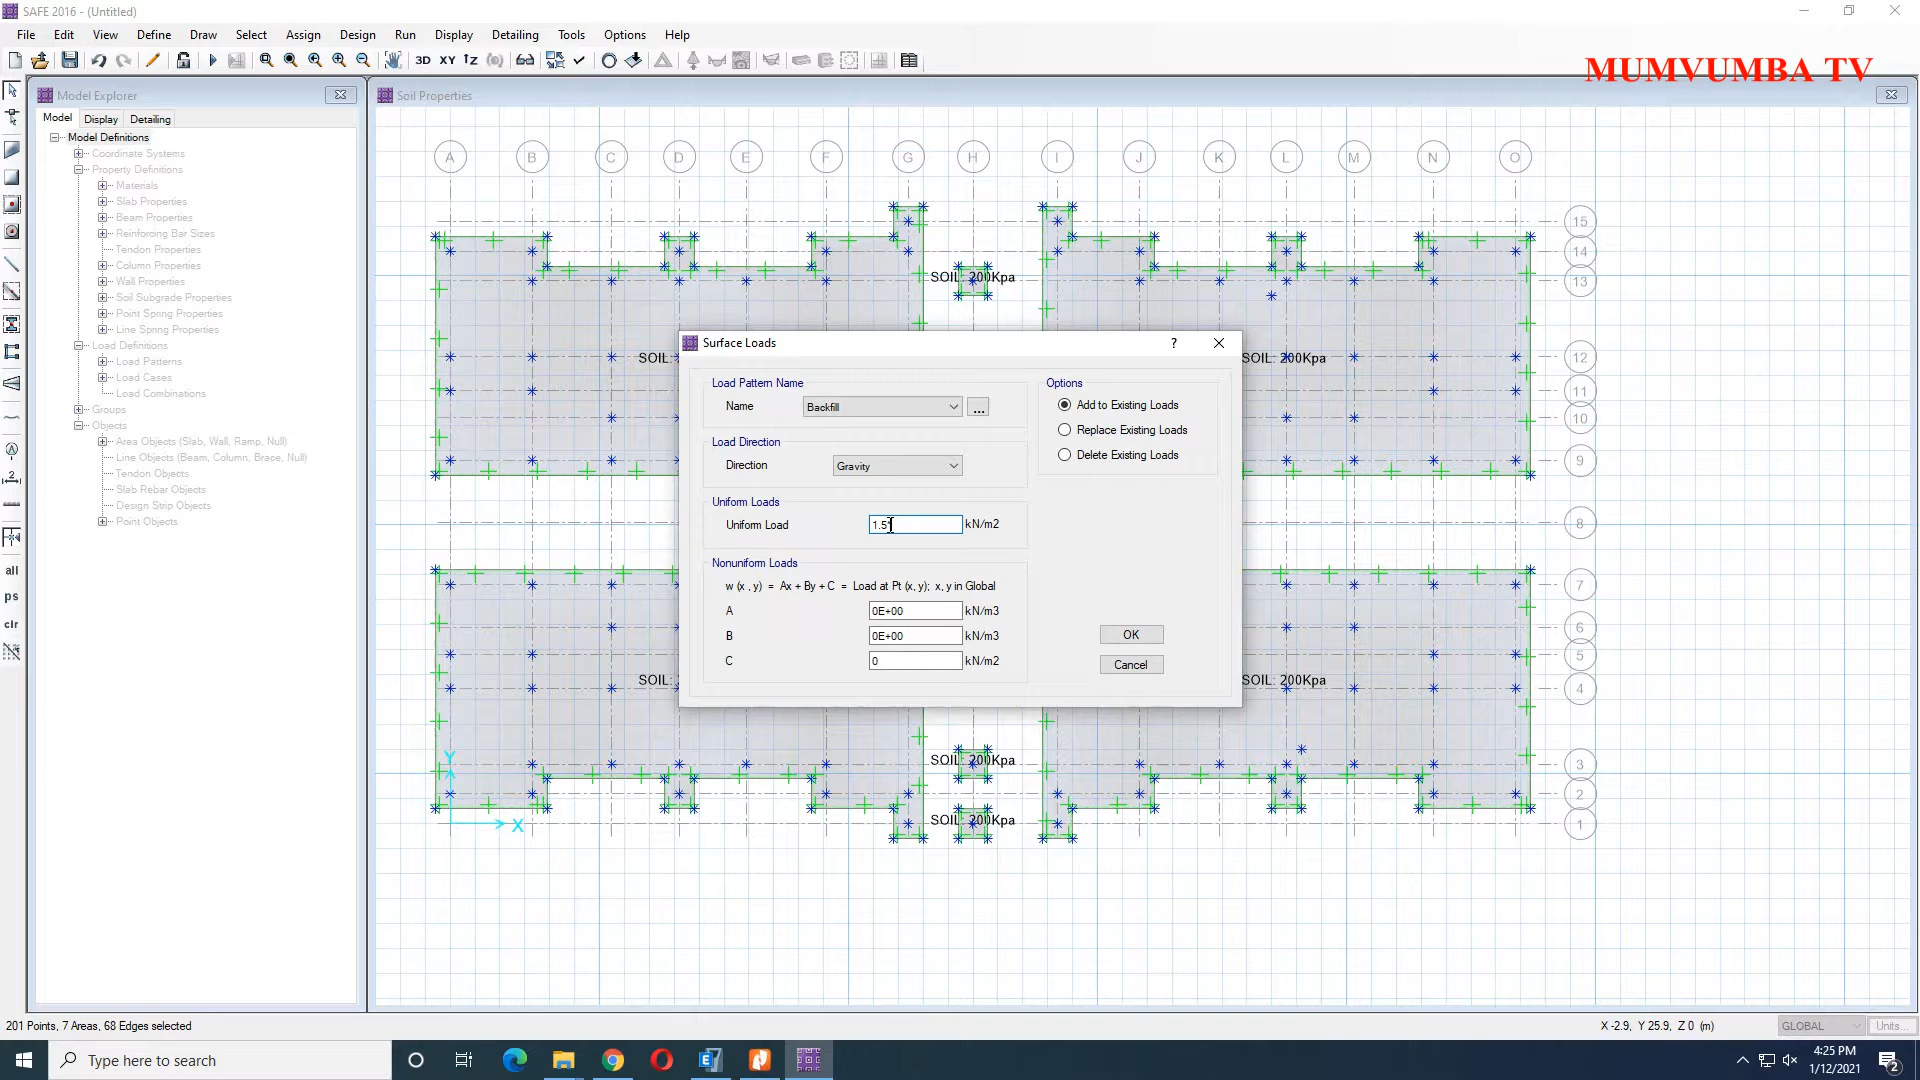 SAFE 2016 - (Untitled)
File Edit View Define Draw Select Assign Design Run Display Detailing Tools Options Help
3D XY
MUMVUMBA TV
Model Explorer
Soil Properties
Model Display Detailing
Model Definitions
Coordinate Systems
Property Definitions
Materials
Slab Properties
Beam Properties
Reinforcing Bar Sizes
Tendon Properties
Column Properties
Wall Properties
Soil Subgrade Properties
Point Spring Properties
Line Spring Properties
Load Definitions
Load Patterns
Load Cases
Load Combinations
Groups
Objects
Area Objects (Slab, Wall, Ramp, Null)
Line Objects (Beam, Column, Brace, Null)
Tendon Objects
Slab Rebar Objects
Design Strip Objects
Point Objects
all
ps
clr
A B C D E F G H I J K L M N O
15
14
SOIL: 200Kpa
13
SOIL: SOIL: 200Kpa 12
11
10
9
8
7
6
5
SOIL: SOIL: 200Kpa 4
SOIL: 200Kpa 3
2
SOIL: 200Kpa 1
Y
X
Surface Loads ?
Load Pattern Name
Name Backfill ...
Load Direction
Direction Gravity
Uniform Loads
Uniform Load kN/m2
Nonuniform Loads
w (x , y) = Ax + By + C = Load at Pt (x, y); x, y in Global
A 0E+00 kN/m3
B 0E+00 kN/m3
C 0 kN/m2
Options
Add to Existing Loads
Replace Existing Loads
Delete Existing Loads
OK
Cancel
201 Points, 7 Areas, 68 Edges selected
X -2.9, Y 25.9, Z 0 (m)
GLOBAL
Units...
Type here to search
4:25 PM
1/12/2021
2